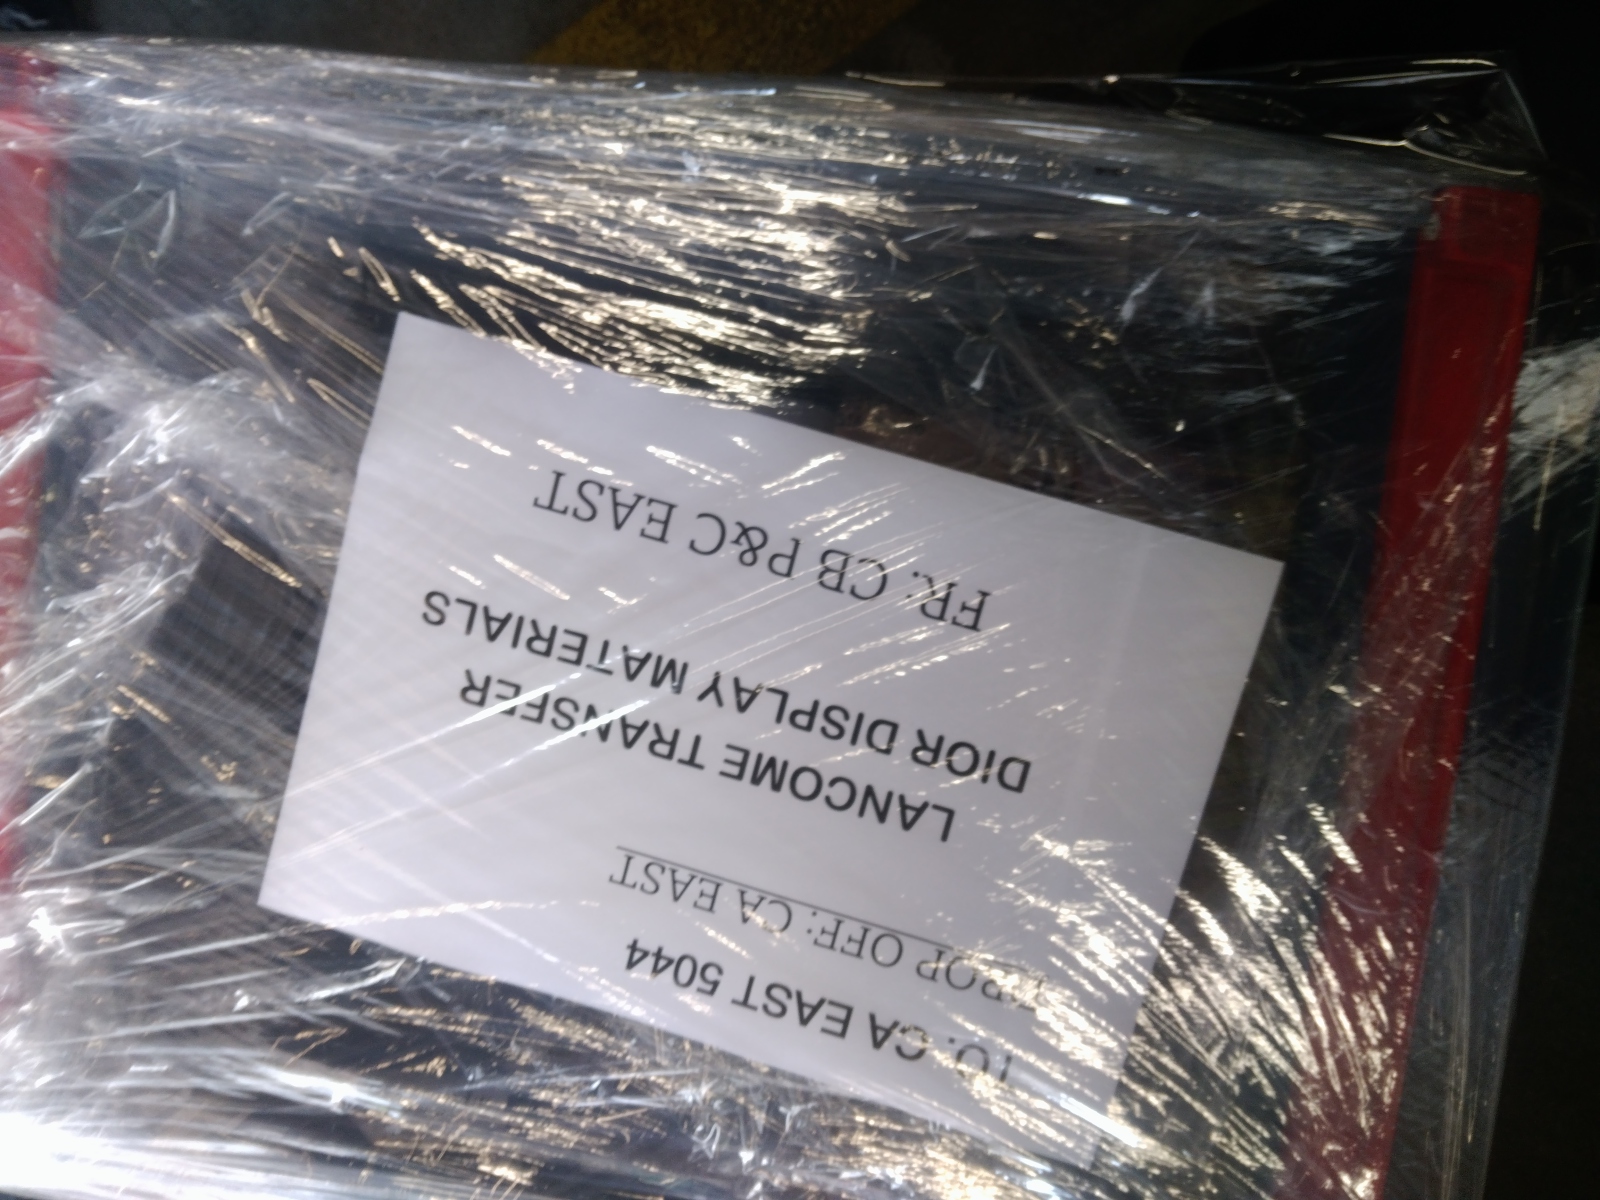 TO: CA EAST 5044
DROP OFF: CA EAST
LANCOME TRANSFER
DIOR DISPLAY MATERIALS
FR: CB P&C EAST